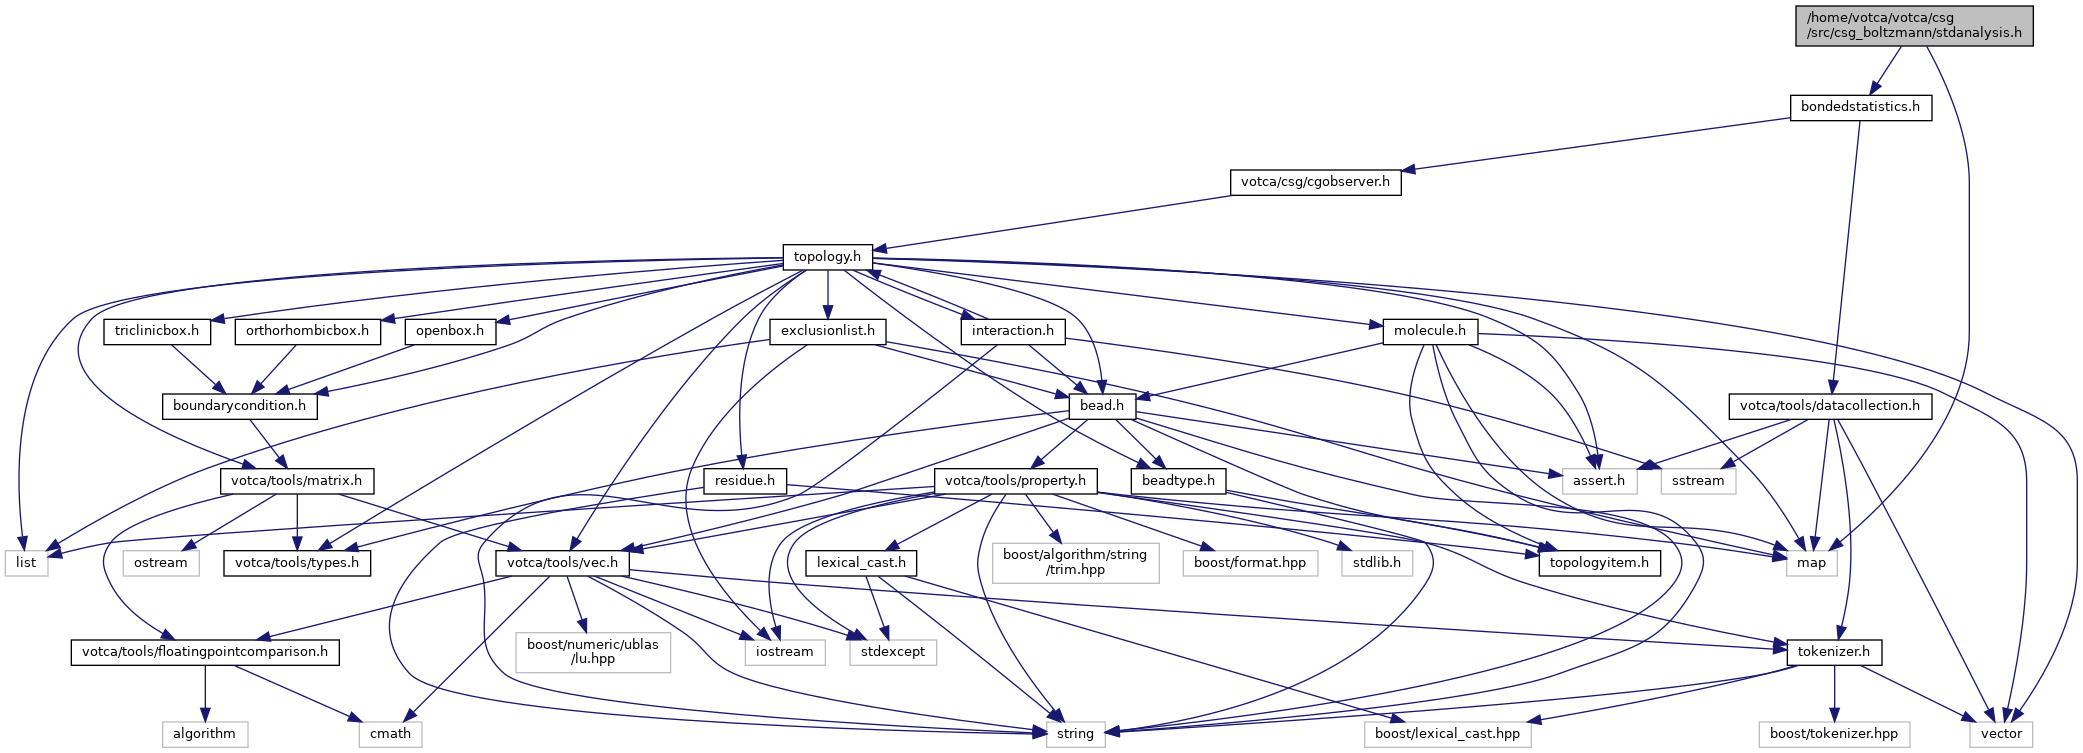 /home/votca/votca/csg
/src/csg_boltzmann/stdanalysis.h
bondedstatistics.h
votca/csg/cgobserver.h
topology.h
triclinicbox.h
orthorhombicbox.h
openbox.h
exclusionlist.h
interaction.h
molecule.h
boundarycondition.h
bead.h
votca/tools/datacollection.h
votca/tools/matrix.h
residue.h
votca/tools/property.h
beadtype.h
assert.h
sstream
list
ostream
votca/tools/types.h
votca/tools/vec.h
lexical_cast.h
boost/algorithm/string
/trim.hpp
boost/format.hpp
stdlib.h
topologyitem.h
map
votca/tools/floatingpointcomparison.h
boost/numeric/ublas
/lu.hpp
iostream
stdexcept
tokenizer.h
algorithm
cmath
string
boost/lexical_cast.hpp
boost/tokenizer.hpp
vector